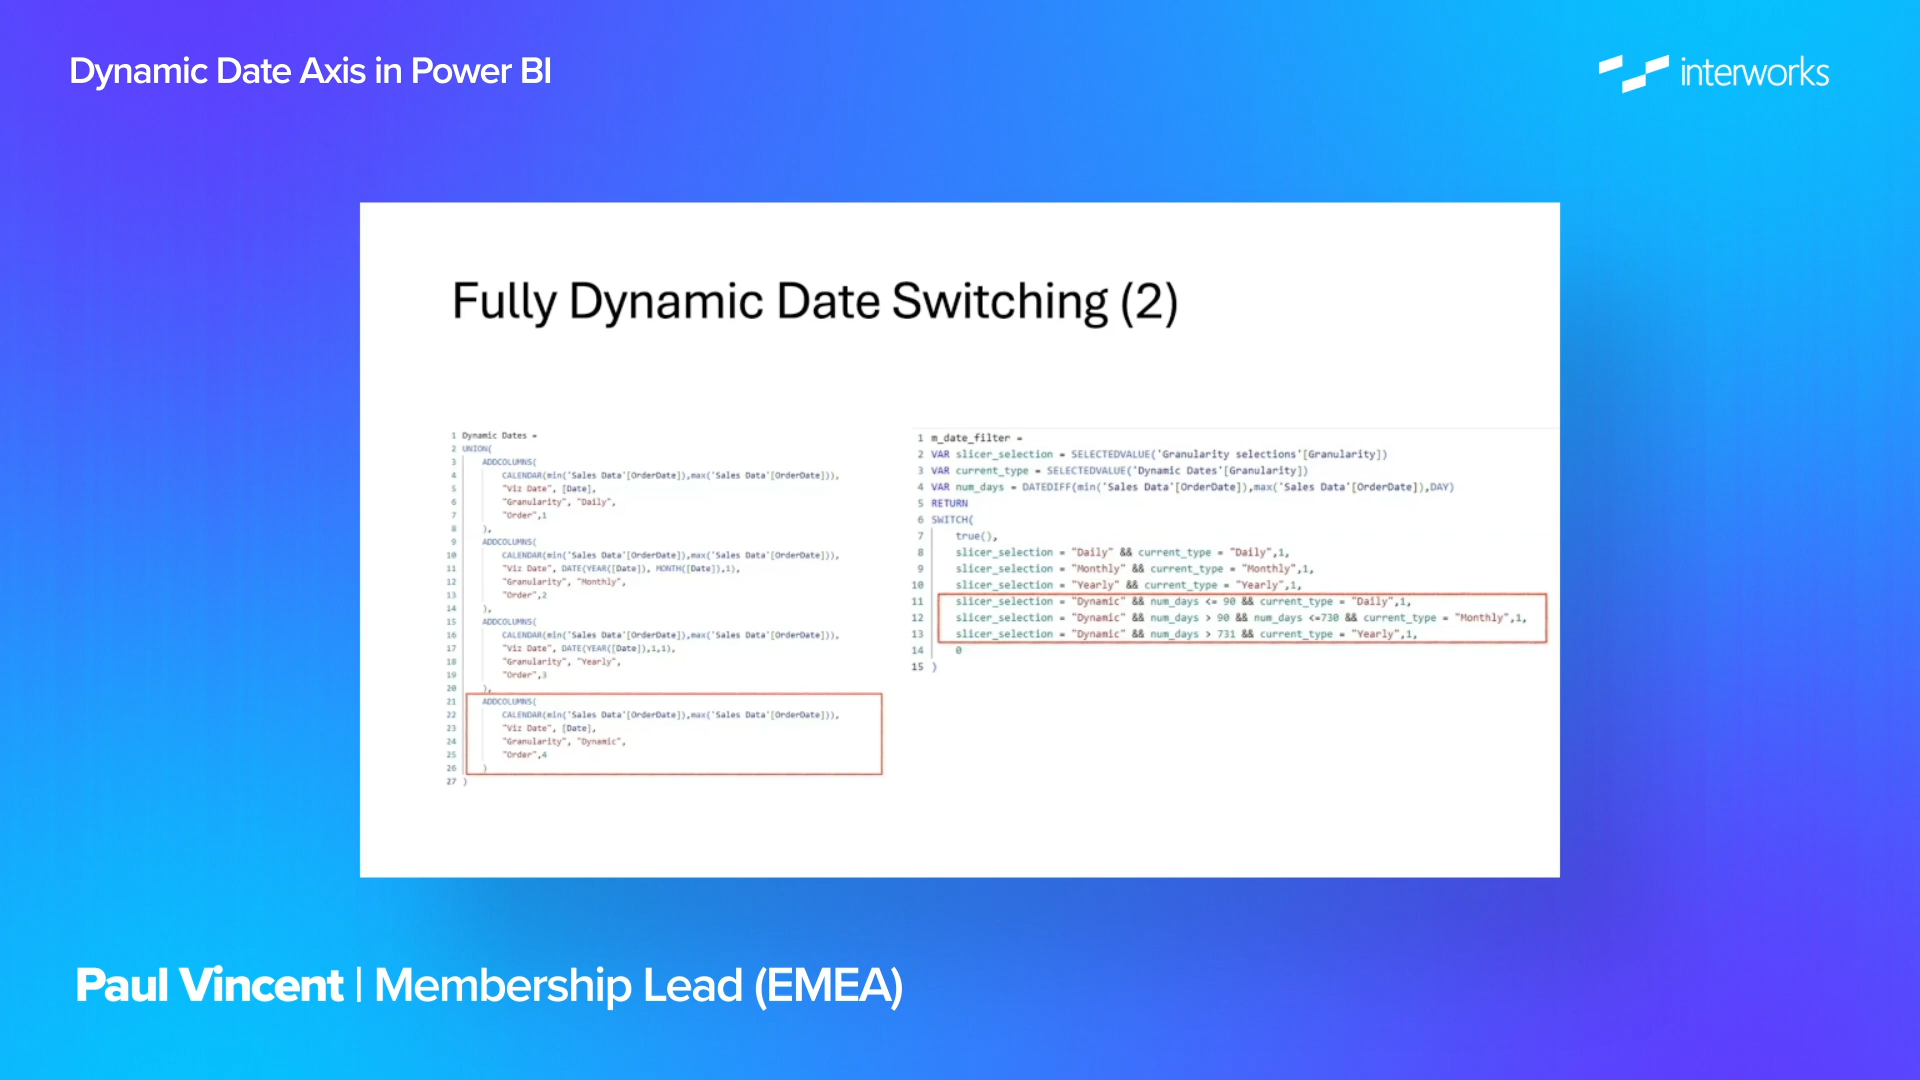 Dynamic Date Axis in Power BI
interworks
Fully Dynamic Date Switching (2)
1 Dynamic Dates =
2 UNION(
3 ADDCOLUMNS(
4 CALENDAR(min('Sales Data'[OrderDate]),max('Sales Data'[OrderDate])),
5 "Viz Date", [Date],
6 "Granularity", "Daily",
7 "Order",1
8 ),
9 ADDCOLUMNS(
10 CALENDAR(min('Sales Data'[OrderDate]),max('Sales Data'[OrderDate])),
11 "Viz Date", DATE(YEAR([Date]), MONTH([Date]),1),
12 "Granularity", "Monthly",
13 "Order",2
14 ),
15 ADDCOLUMNS(
16 CALENDAR(min('Sales Data'[OrderDate]),max('Sales Data'[OrderDate])),
17 "Viz Date", DATE(YEAR([Date]),1,1),
18 "Granularity", "Yearly",
19 "Order",3
20 ),
21 ADDCOLUMNS(
22 CALENDAR(min('Sales Data'[OrderDate]),max('Sales Data'[OrderDate])),
23 "Viz Date", [Date],
24 "Granularity", "Dynamic",
25 "Order",4
26 )
27 )
1 m_date_filter =
2 VAR slicer_selection = SELECTEDVALUE('Granularity selections'[Granularity])
3 VAR current_type = SELECTEDVALUE('Dynamic Dates'[Granularity])
4 VAR num_days = DATEDIFF(min('Sales Data'[OrderDate]),max('Sales Data'[OrderDate]),DAY)
5 RETURN
6 SWITCH(
7 true(),
8 slicer_selection = "Daily" && current_type = "Daily",1,
9 slicer_selection = "Monthly" && current_type = "Monthly",1,
10 slicer_selection = "Yearly" && current_type = "Yearly",1,
11 slicer_selection = "Dynamic" && num_days <= 90 && current_type = "Daily",1,
12 slicer_selection = "Dynamic" && num_days > 90 && num_days <=730 && current_type = "Monthly",1,
13 slicer_selection = "Dynamic" && num_days > 731 && current_type = "Yearly",1,
14 0
15 )
Paul Vincent | Membership Lead (EMEA)